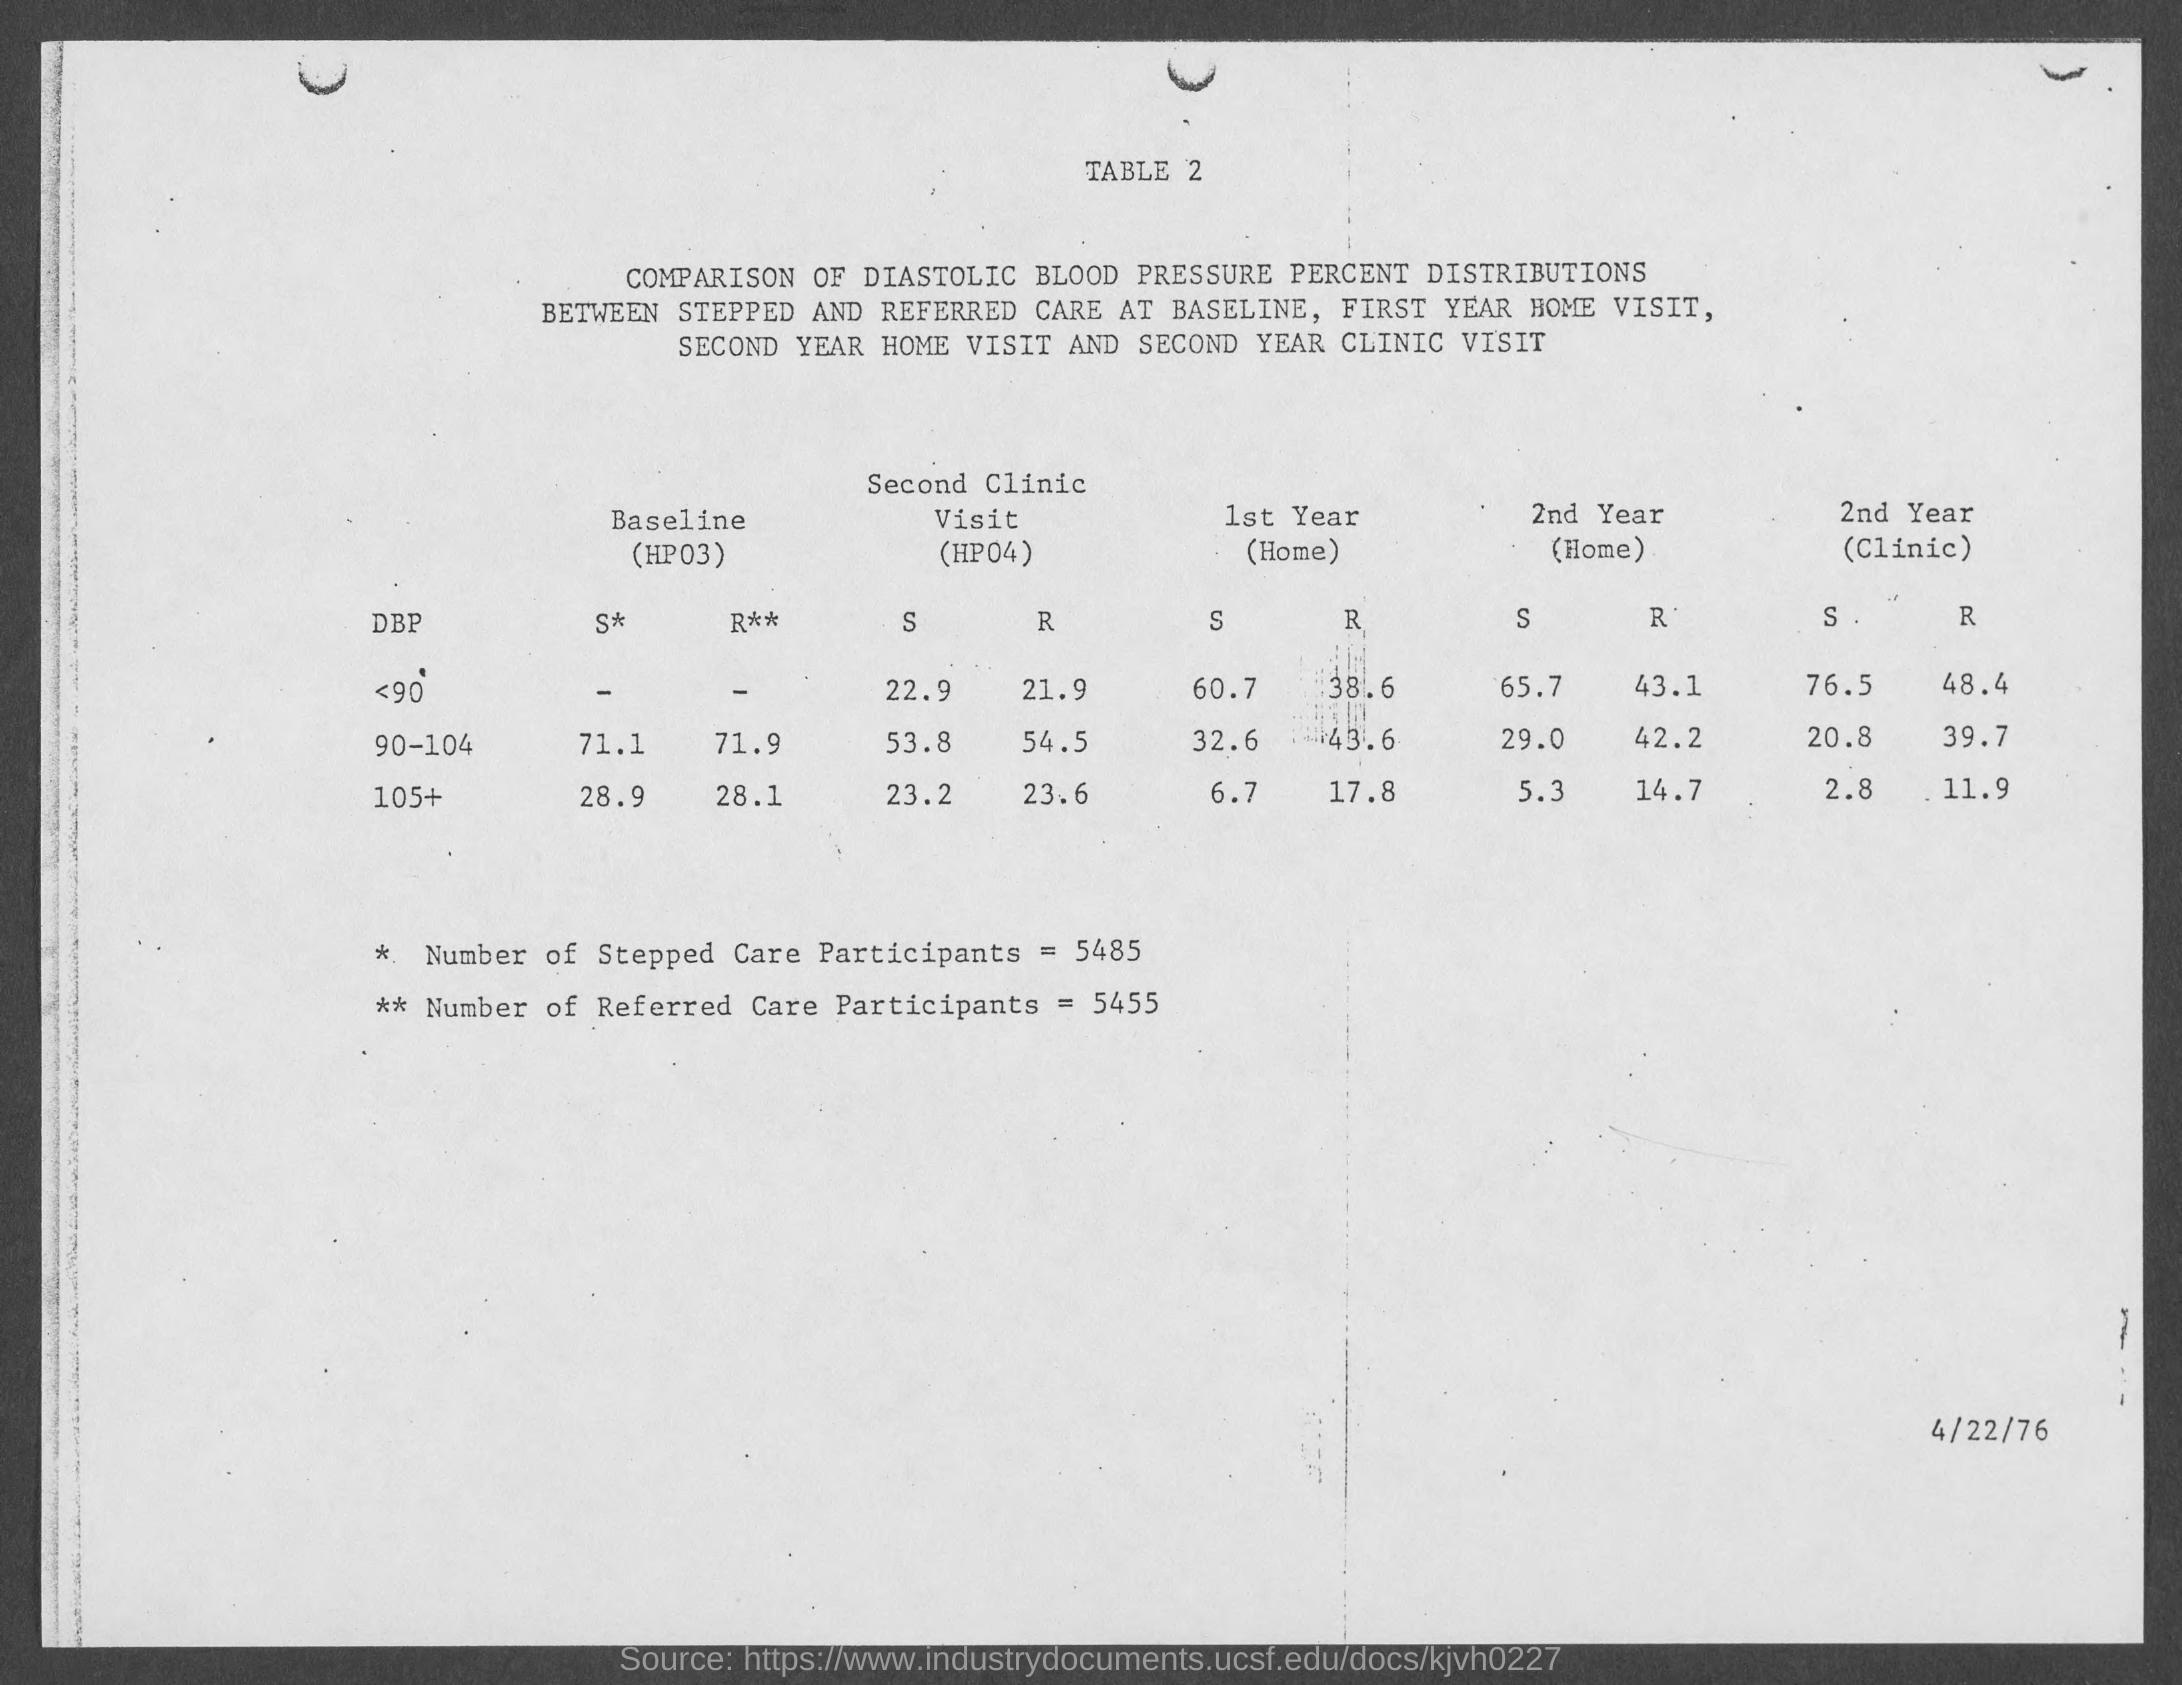 TABLE 2
COMPARISON OF DIASTOLIC BLOOD PRESSURE PERCENT DISTRIBUTIONS
BETWEEN STEPPED AND REFERRED CARE AT BASELINE, FIRST YEAR HOME VISIT,
SECOND YEAR HOME VISIT AND SECOND YEAR CLINIC VISIT
Second Clinic
Baseline Visit 1st Year 2nd Year 2nd Year
(HP03) (HP04) (Home) (Home) (Clinic)
DBP S* R** S R S R S R S R
<90 - - 22.9 21.9 60.7 38.6 65.7 43.1 76.5 48.4
90-104 71.1 71.9 53.8 54.5 32.6 43.6 29.0 42.2 20.8 39.7
105+ 28.9 28.1 23.2 23.6 6.7 17.8 5.3 14.7 2.8 11.9
* Number of Stepped Care Participants = 5485
** Number of Referred Care Participants = 5455
4/22/76
Source: https://www.industrydocuments.ucsf.edu/docs/kjvh0227